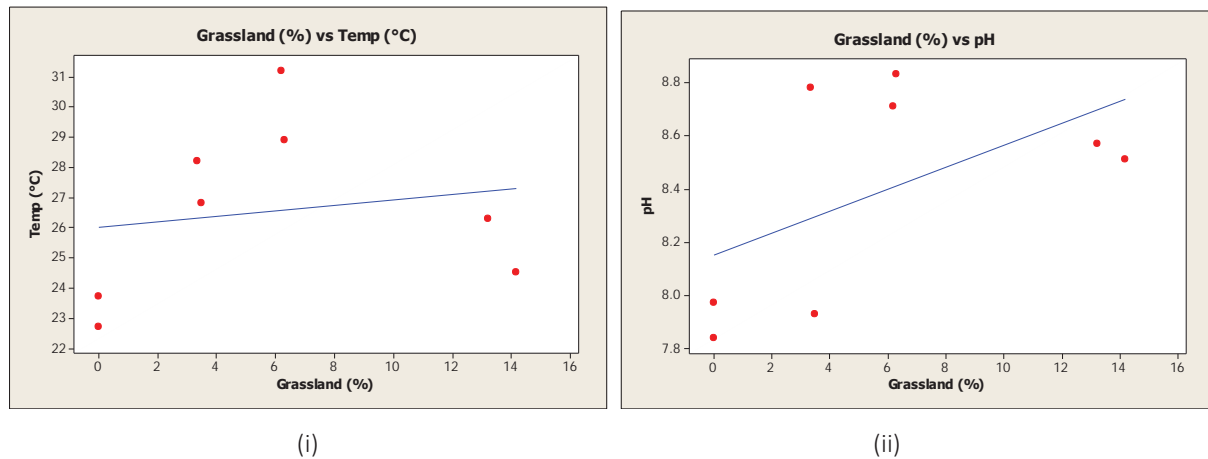 Grassland (%) vs Temp (°C)
Temp (°C)
31
30
29
28
27
26
25
24
23
22
0 2 4 6 8 10 12 14 16
Grassland (%)
(i)
Grassland (%) vs pH
pH
8.8
8.6
8.4
8.2
8.0
7.8
0 2 4 6 8 10 12 14 16
Grassland (%)
(ii)